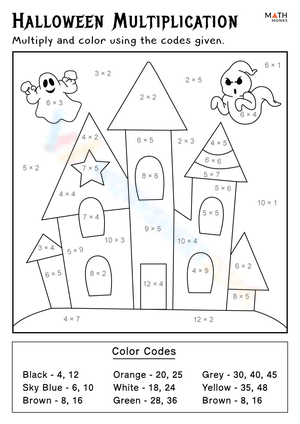 MATH
MONKS
HALLOWEEN MULTIPLICATION
Multiply and color using the codes given.
6 × 1
3 × 2
2 × 5
2 × 2
6 × 3
6 × 4
4 × 2
6 × 5
2 × 3
4 × 5
6 × 6
5 × 2
7 × 5
8 × 6
5 × 7
5 × 6
4 × 4
10 × 1
7 × 4
5 × 5
9 × 5
3 × 4
5 × 9
10 × 3
10 × 4
6 × 2
6 × 5
8 × 2
4 × 9
12 × 4
8 × 5
4 × 7
12 × 2
Color Codes
Black - 4, 12
Orange - 20, 25
Grey - 30, 40, 45
Sky Blue - 6, 10
White - 18, 24
Yellow - 35, 48
Brown - 8, 16
Green - 28, 36
Brown - 8, 16